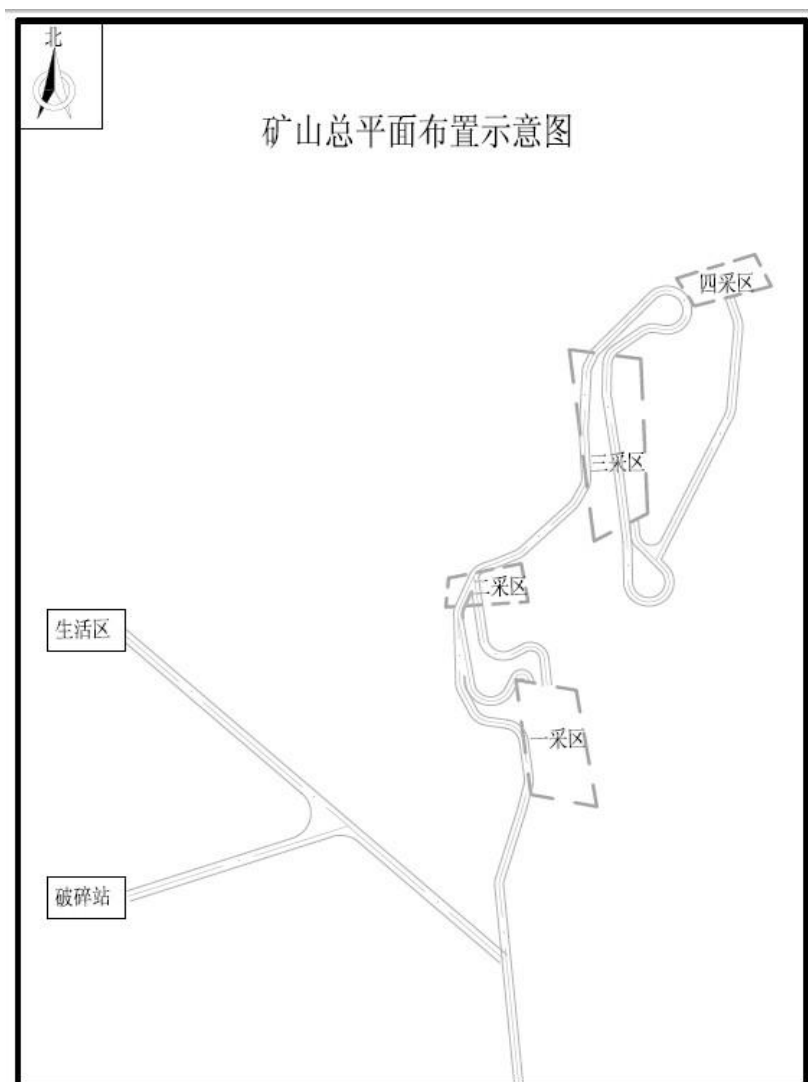 北
矿山总平面布置示意图
四采区
三采区
二采区
生活区
一采区
破碎站